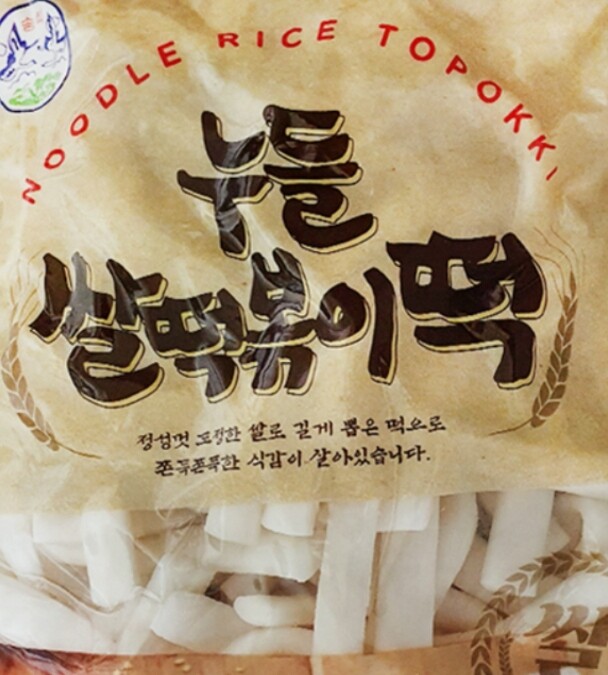 NOODLE RICE TOPOKKI
누들
쌀떡볶이떡
정성껏 도정한 쌀로 길게 뽑은 떡으로
쫀득쫀득한 식감이 살아있습니다.
쌀